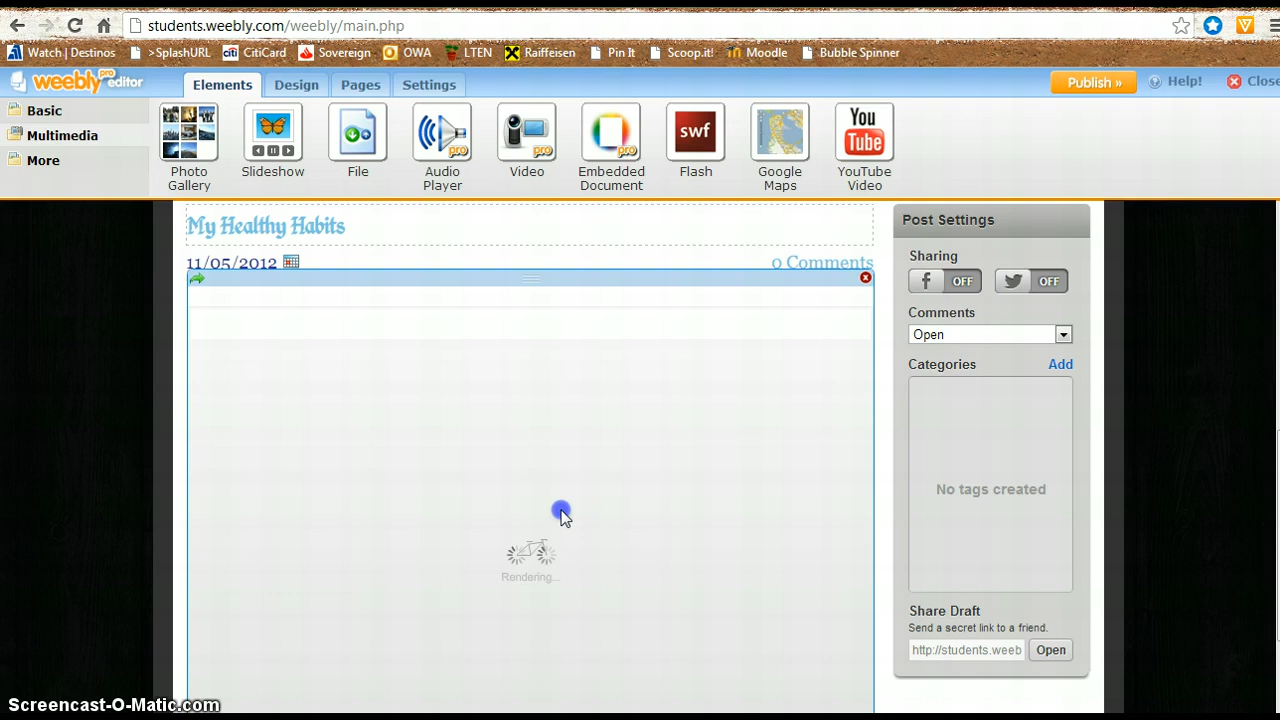 students.weebly.com/weebly/main.php
Watch | Destinos >SplashURL citi CitiCard Sovereign OWA LTEN Raiffeisen Pin It Scoop.it! Moodle Bubble Spinner
weebly pro editor Elements Design Pages Settings Publish » Help! Close
Basic
Multimedia
More
swf
You
Tube
pro pro pro
Photo Slideshow File Audio Video Embedded Flash Google YouTube
Gallery Player Document Maps Video
My Healthy Habits
11/05/2012 0 Comments
Rendering...
Post Settings
Sharing
OFF OFF
Comments
Open
Categories Add
No tags created
Share Draft
Send a secret link to a friend.
http://students.weeb Open
Screencast-O-Matic.com